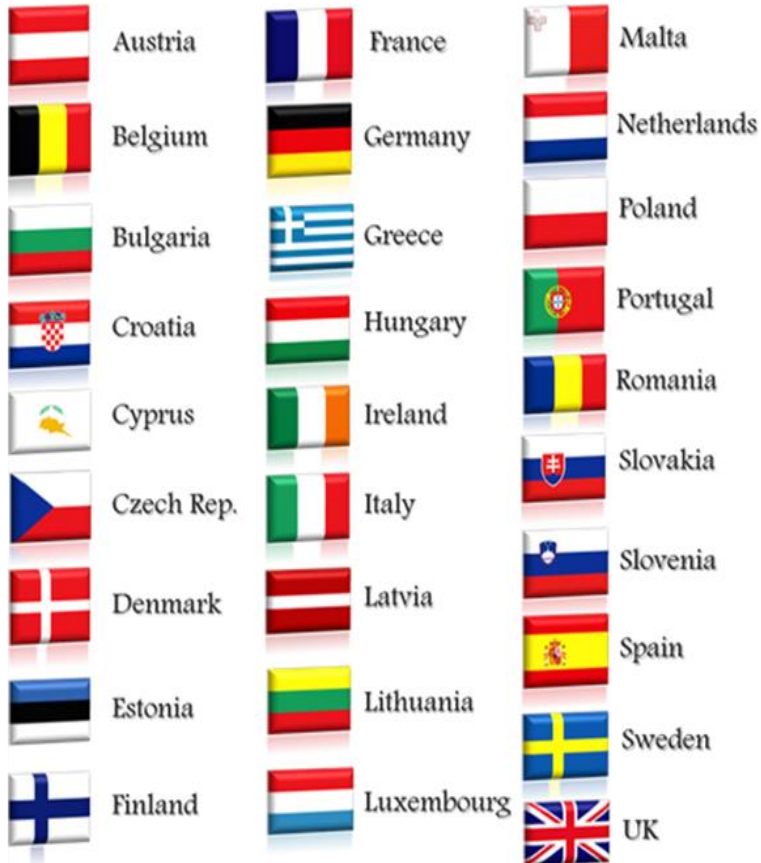 Austria
Belgium
Bulgaria
Croatia
Cyprus
Czech Rep.
Denmark
Estonia
Finland
France
Germany
Greece
Hungary
Ireland
Italy
Latvia
Lithuania
Luxembourg
Malta
Netherlands
Poland
Portugal
Romania
Slovakia
Slovenia
Spain
Sweden
UK